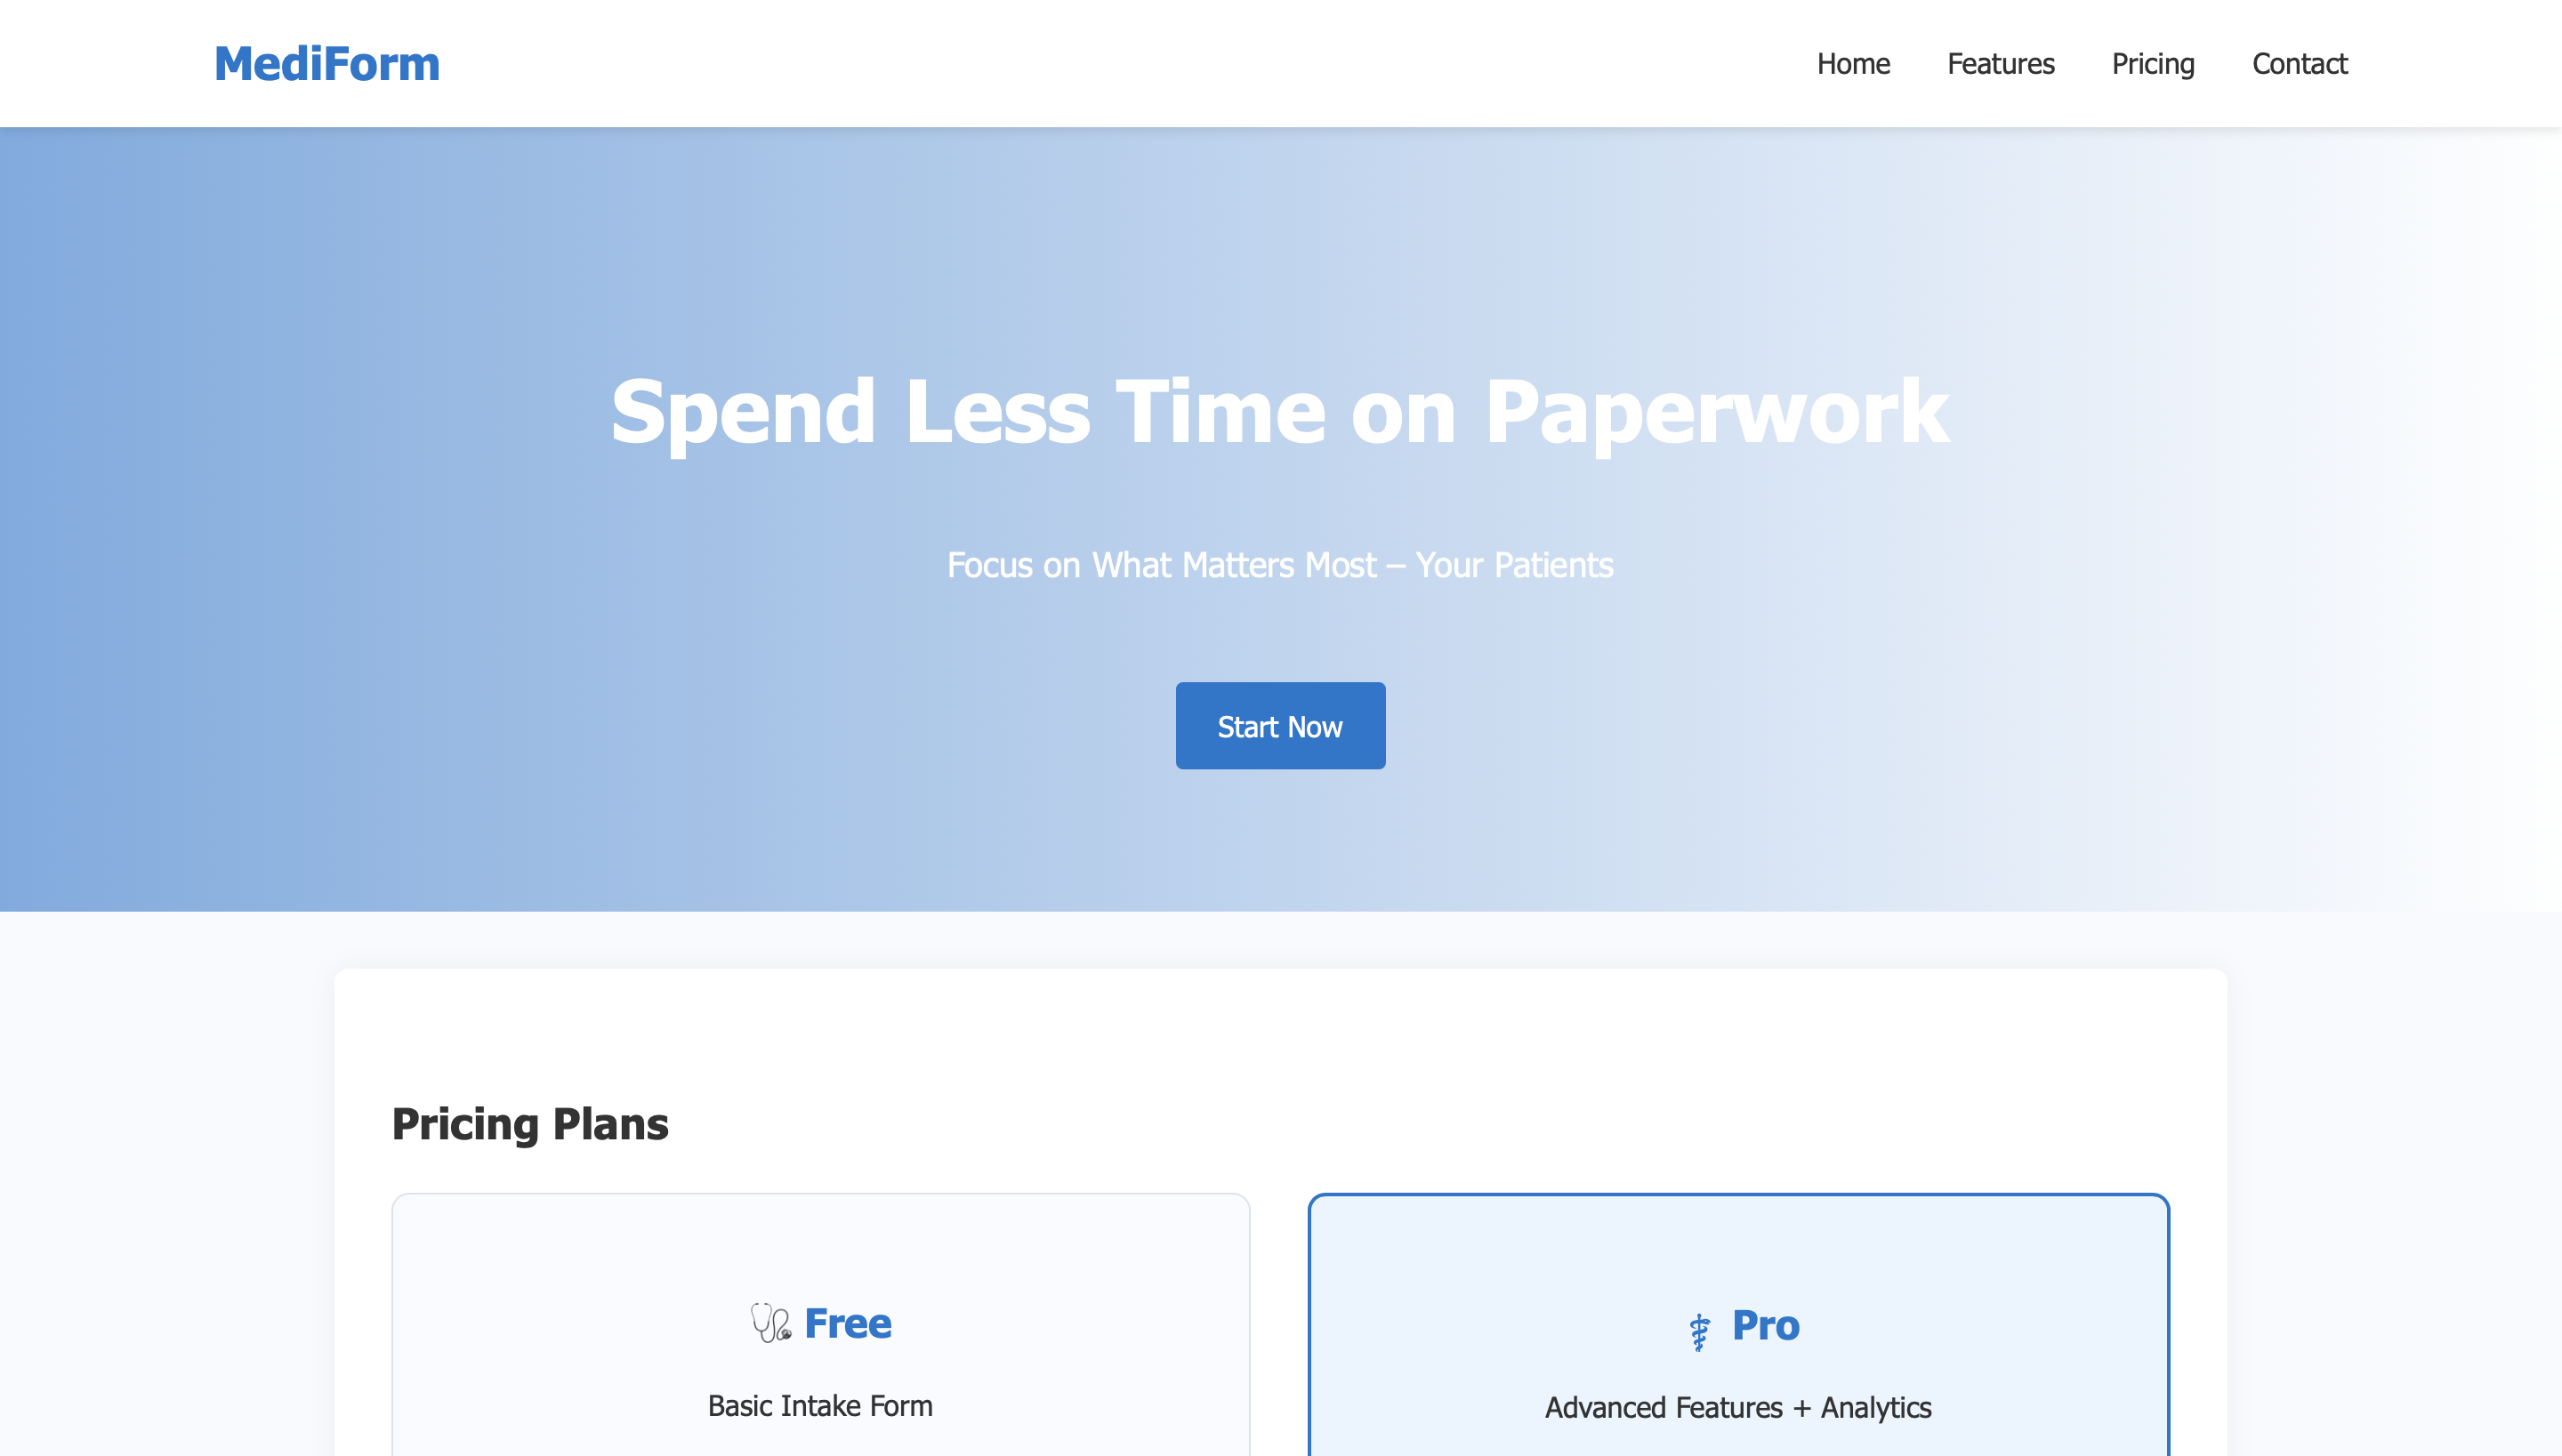 MediForm
Home Features Pricing Contact
Spend Less Time on Paperwork
Focus on What Matters Most – Your Patients
Start Now
Pricing Plans
🩺 Free
⚕ Pro
Basic Intake Form
Advanced Features + Analytics